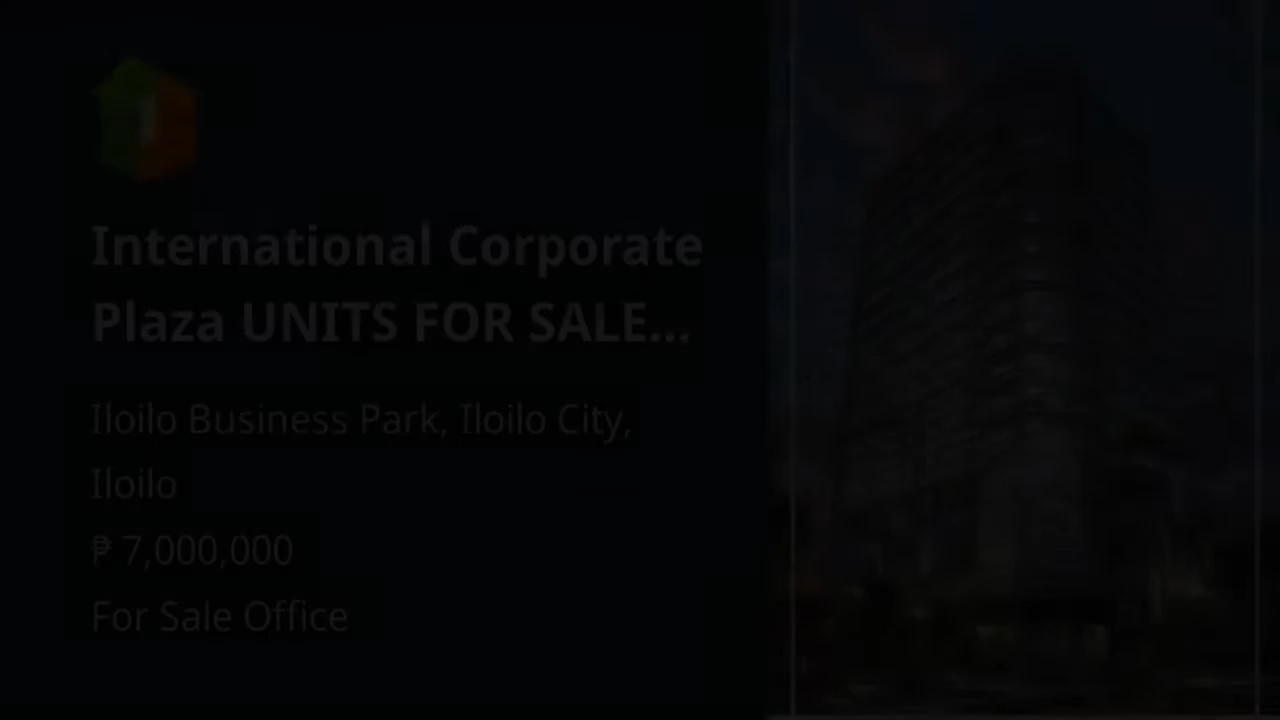 International Corporate
Plaza UNITS FOR SALE...
Iloilo Business Park, Iloilo City,
Iloilo
₱ 7,000,000
For Sale Office